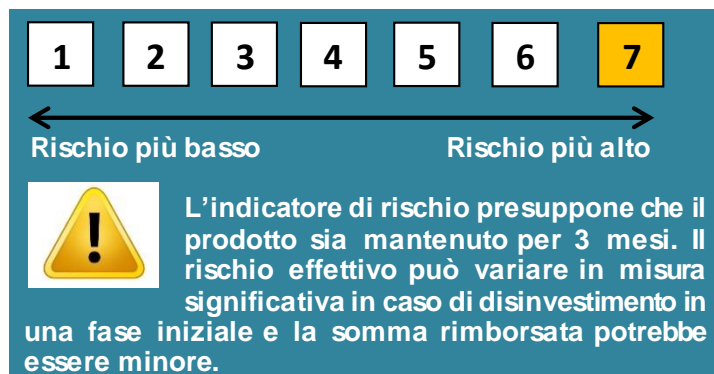 1 2 3 4 5 6 7
Rischio più basso Rischio più alto
!
L’indicatore di rischio presuppone che il
prodotto sia mantenuto per 3 mesi. Il
rischio effettivo può variare in misura
significativa in caso di disinvestimento in
una fase iniziale e la somma rimborsata potrebbe
essere minore.